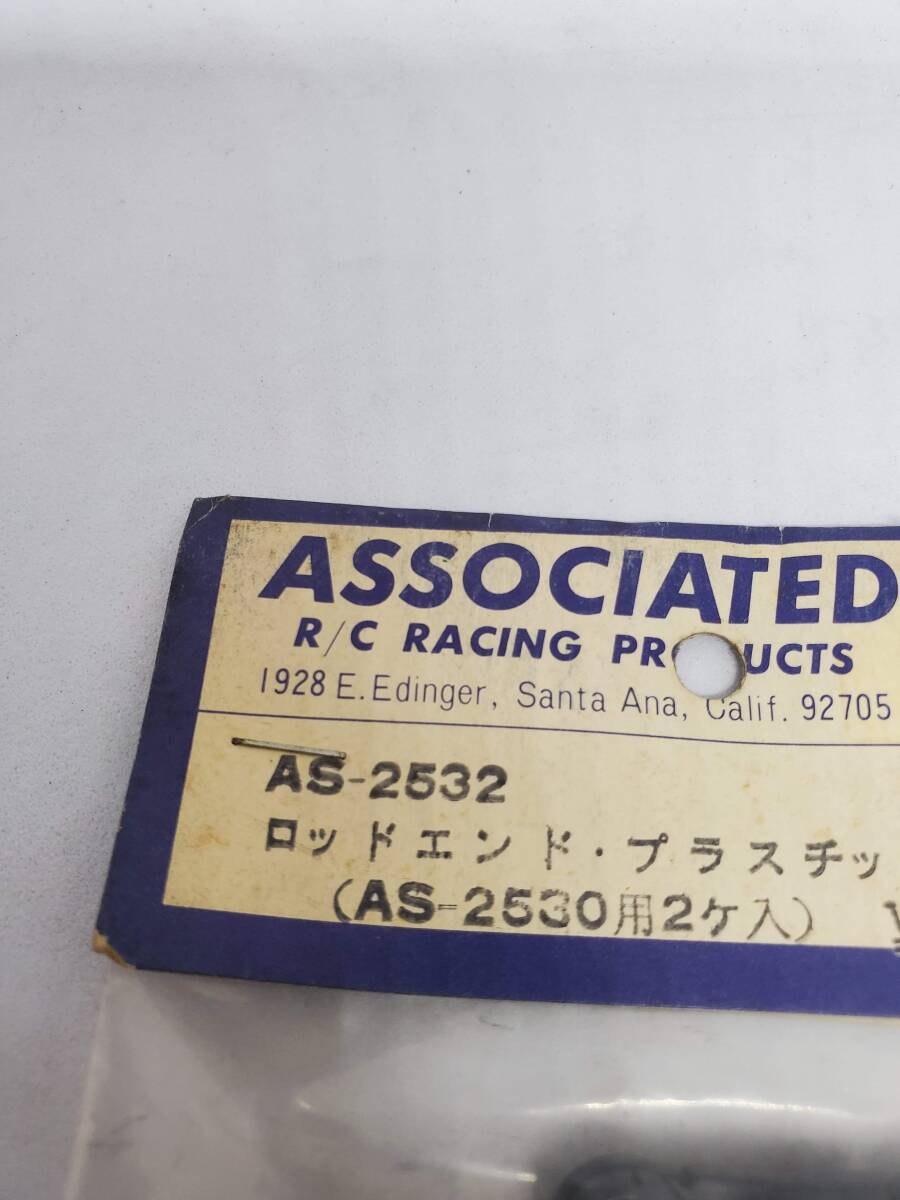 ASSOCIATED
R/C RACING PR UCTS
1928 E. Edinger, Santa Ana, Calif. 92705
AS-2532
ロッドエンド・プラスチッ
(AS-2530用2ケ入)